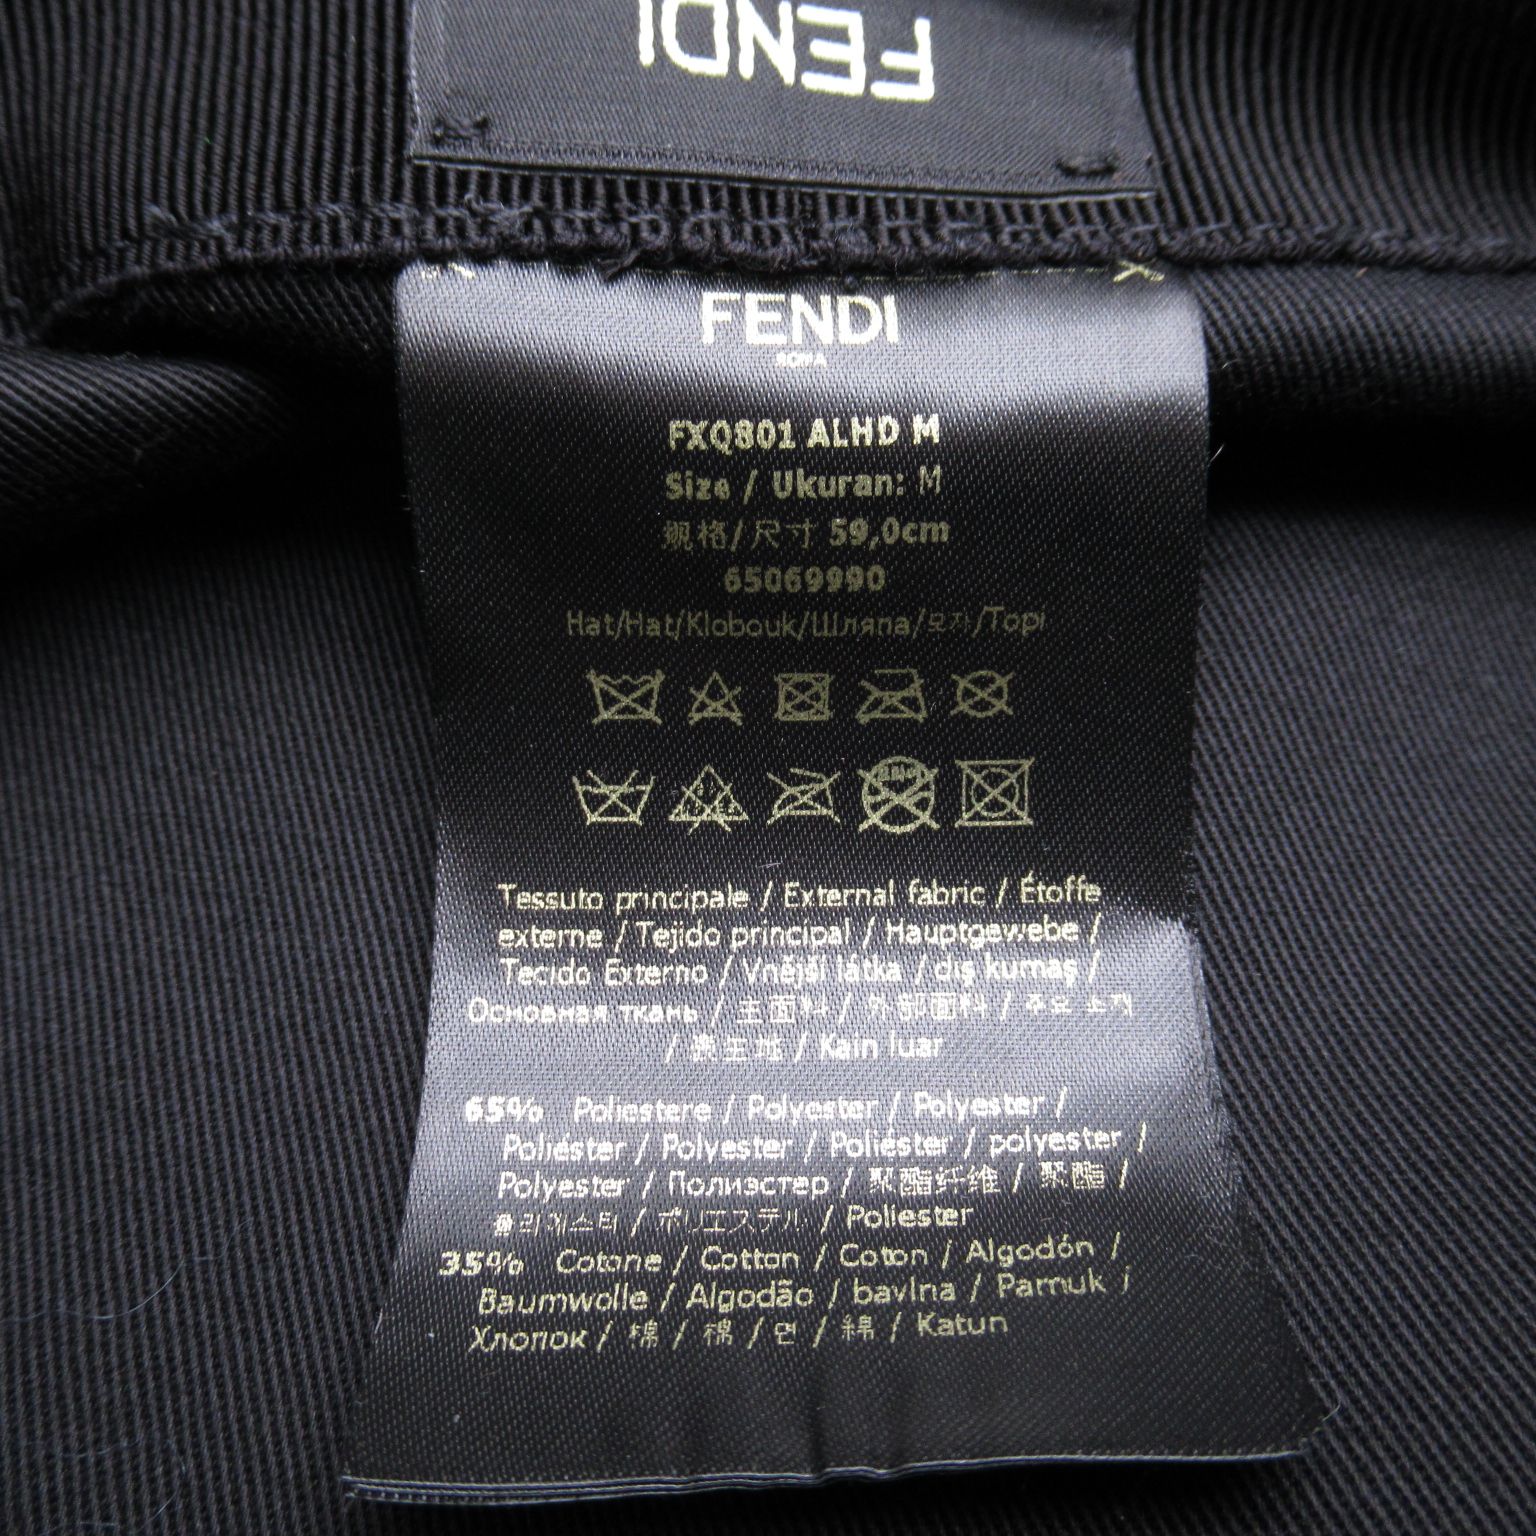 FENDI
FENDI
ROMA
FXQ801 ALHD M
Size / Ukuran: M
规格/尺寸 59,0cm
65069990
Hat/Hat/Klobouk/Шляпа/모자/Topi
Tessuto principale / External fabric / Étoffe
externe / Tejido principal / Hauptgewebe /
Tecido Externo / Vnější látka / diş kumaş /
Основная ткань / 主面料 / 外部面料 / 주요 소재
/ 表生地 / Kain luar
65% Poliestere / Polyester / Polyester /
Poliéster / Polyester / Poliéster / polyester /
Polyester / Полиэстер / 聚酯纤维 / 聚酯 /
폴리에스터 / ポリエステル / Poliester
35% Cotone / Cotton / Coton / Algodón /
Baumwolle / Algodão / bavlna / Pamuk /
Хлопок / 棉 / 棉 / 면 / 綿 / Katun